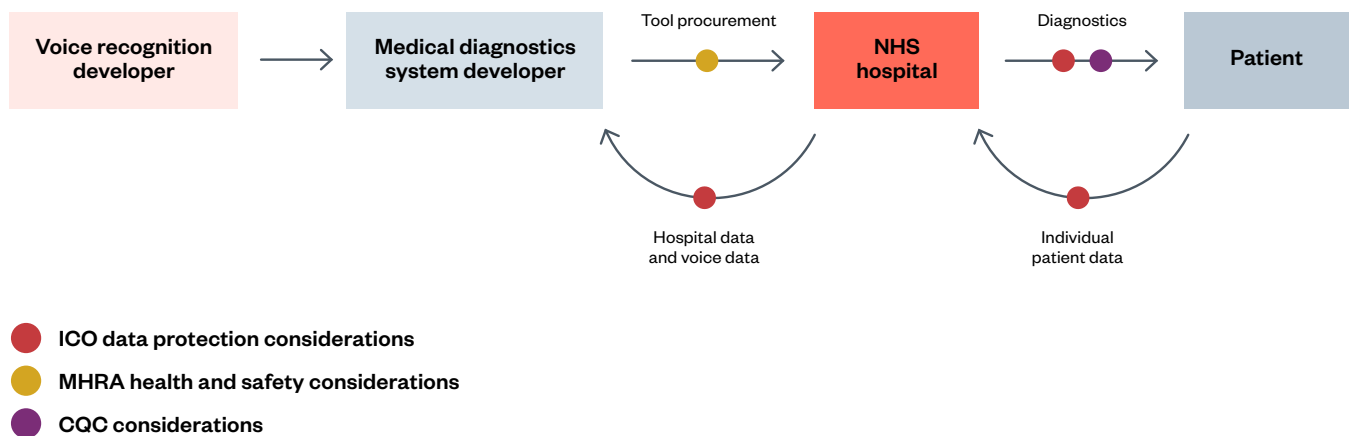 Tool procurement
Diagnostics
Voice recognition
developer
Medical diagnostics
system developer
NHS
hospital
Patient
Hospital data
and voice data
Individual
patient data
ICO data protection considerations
MHRA health and safety considerations
CQC considerations